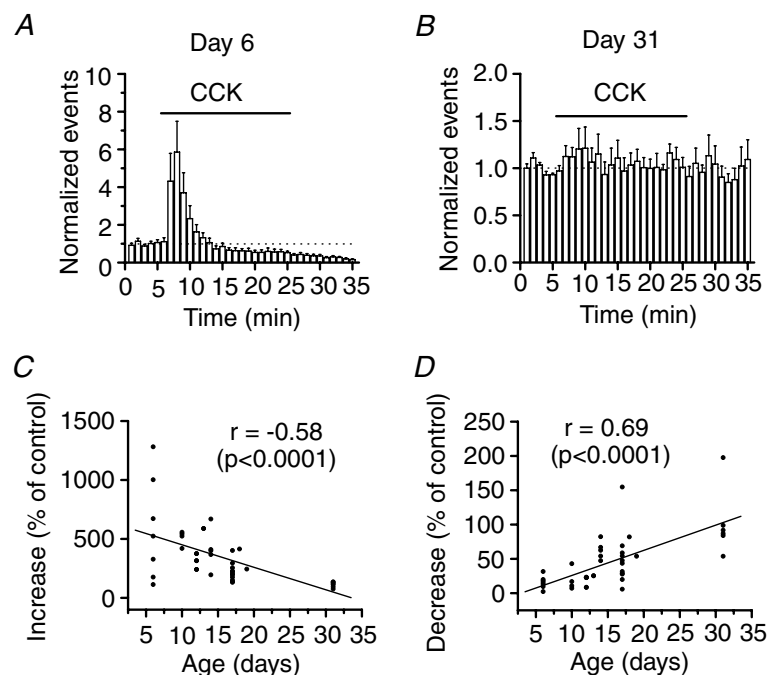 A
Day 6
CCK
Normalized events
10
8
6
4
2
0
0 5 10 15 20 25 30 35
Time (min)
B
Day 31
CCK
Normalized events
2.0
1.5
1.0
0.5
0.0
0 5 10 15 20 25 30 35
Time (min)
C
r = -0.58
(p<0.0001)
Increase (% of control)
1500
1000
500
0
5 10 15 20 25 30 35
Age (days)
D
r = 0.69
(p<0.0001)
Decrease (% of control)
250
200
150
100
50
0
5 10 15 20 25 30 35
Age (days)